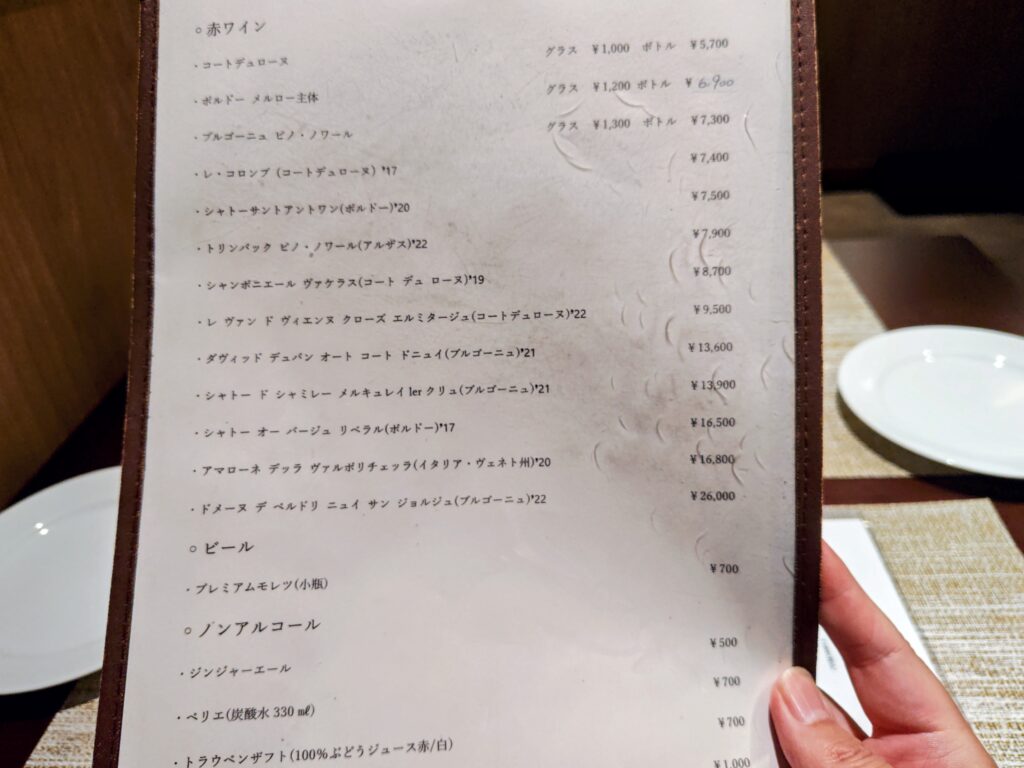 ○ 赤ワイン
・コートデュローヌ グラス ¥1,000 ボトル ¥5,700
・ボルドー メルロー主体 グラス ¥1,200 ボトル ¥ 6.900
・ブルゴーニュ ピノ・ノワール グラス ¥1,300 ボトル ¥7,300
・レ・コロンブ (コートデュローヌ) '17 ¥7,400
・シャトーサントアントワン(ボルドー)'20 ¥7,500
・トリンバック ピノ・ノワール(アルザス)'22 ¥7,900
・シャンボニエール ヴァケラス(コート デュ ローヌ)'19 ¥8,700
・レ ヴァン ド ヴィエンヌ クローズ エルミタージュ(コートデュローヌ)'22 ¥9,500
・ダヴィッド デュバン オート コート ドニュイ(ブルゴーニュ)'21 ¥13,600
・シャトー ド シャミレー メルキュレイ 1er クリュ(ブルゴーニュ)'21 ¥13,900
・シャトー オー バージュ リベラル(ボルドー)'17 ¥16,500
・アマローネ デッラ ヴァルポリチェッラ(イタリア・ヴェネト州)'20 ¥16,800
・ドメーヌ デ ペルドリ ニュイ サン ジョルジュ(ブルゴーニュ)'22 ¥26,000
○ ビール
・プレミアムモレツ(小瓶) ¥700
○ ノンアルコール
・ジンジャーエール ¥500
・ペリエ(炭酸水 330 ㎖) ¥700
・トラウベンザフト(100%ぶどうジュース赤/白) ¥700
¥1,000